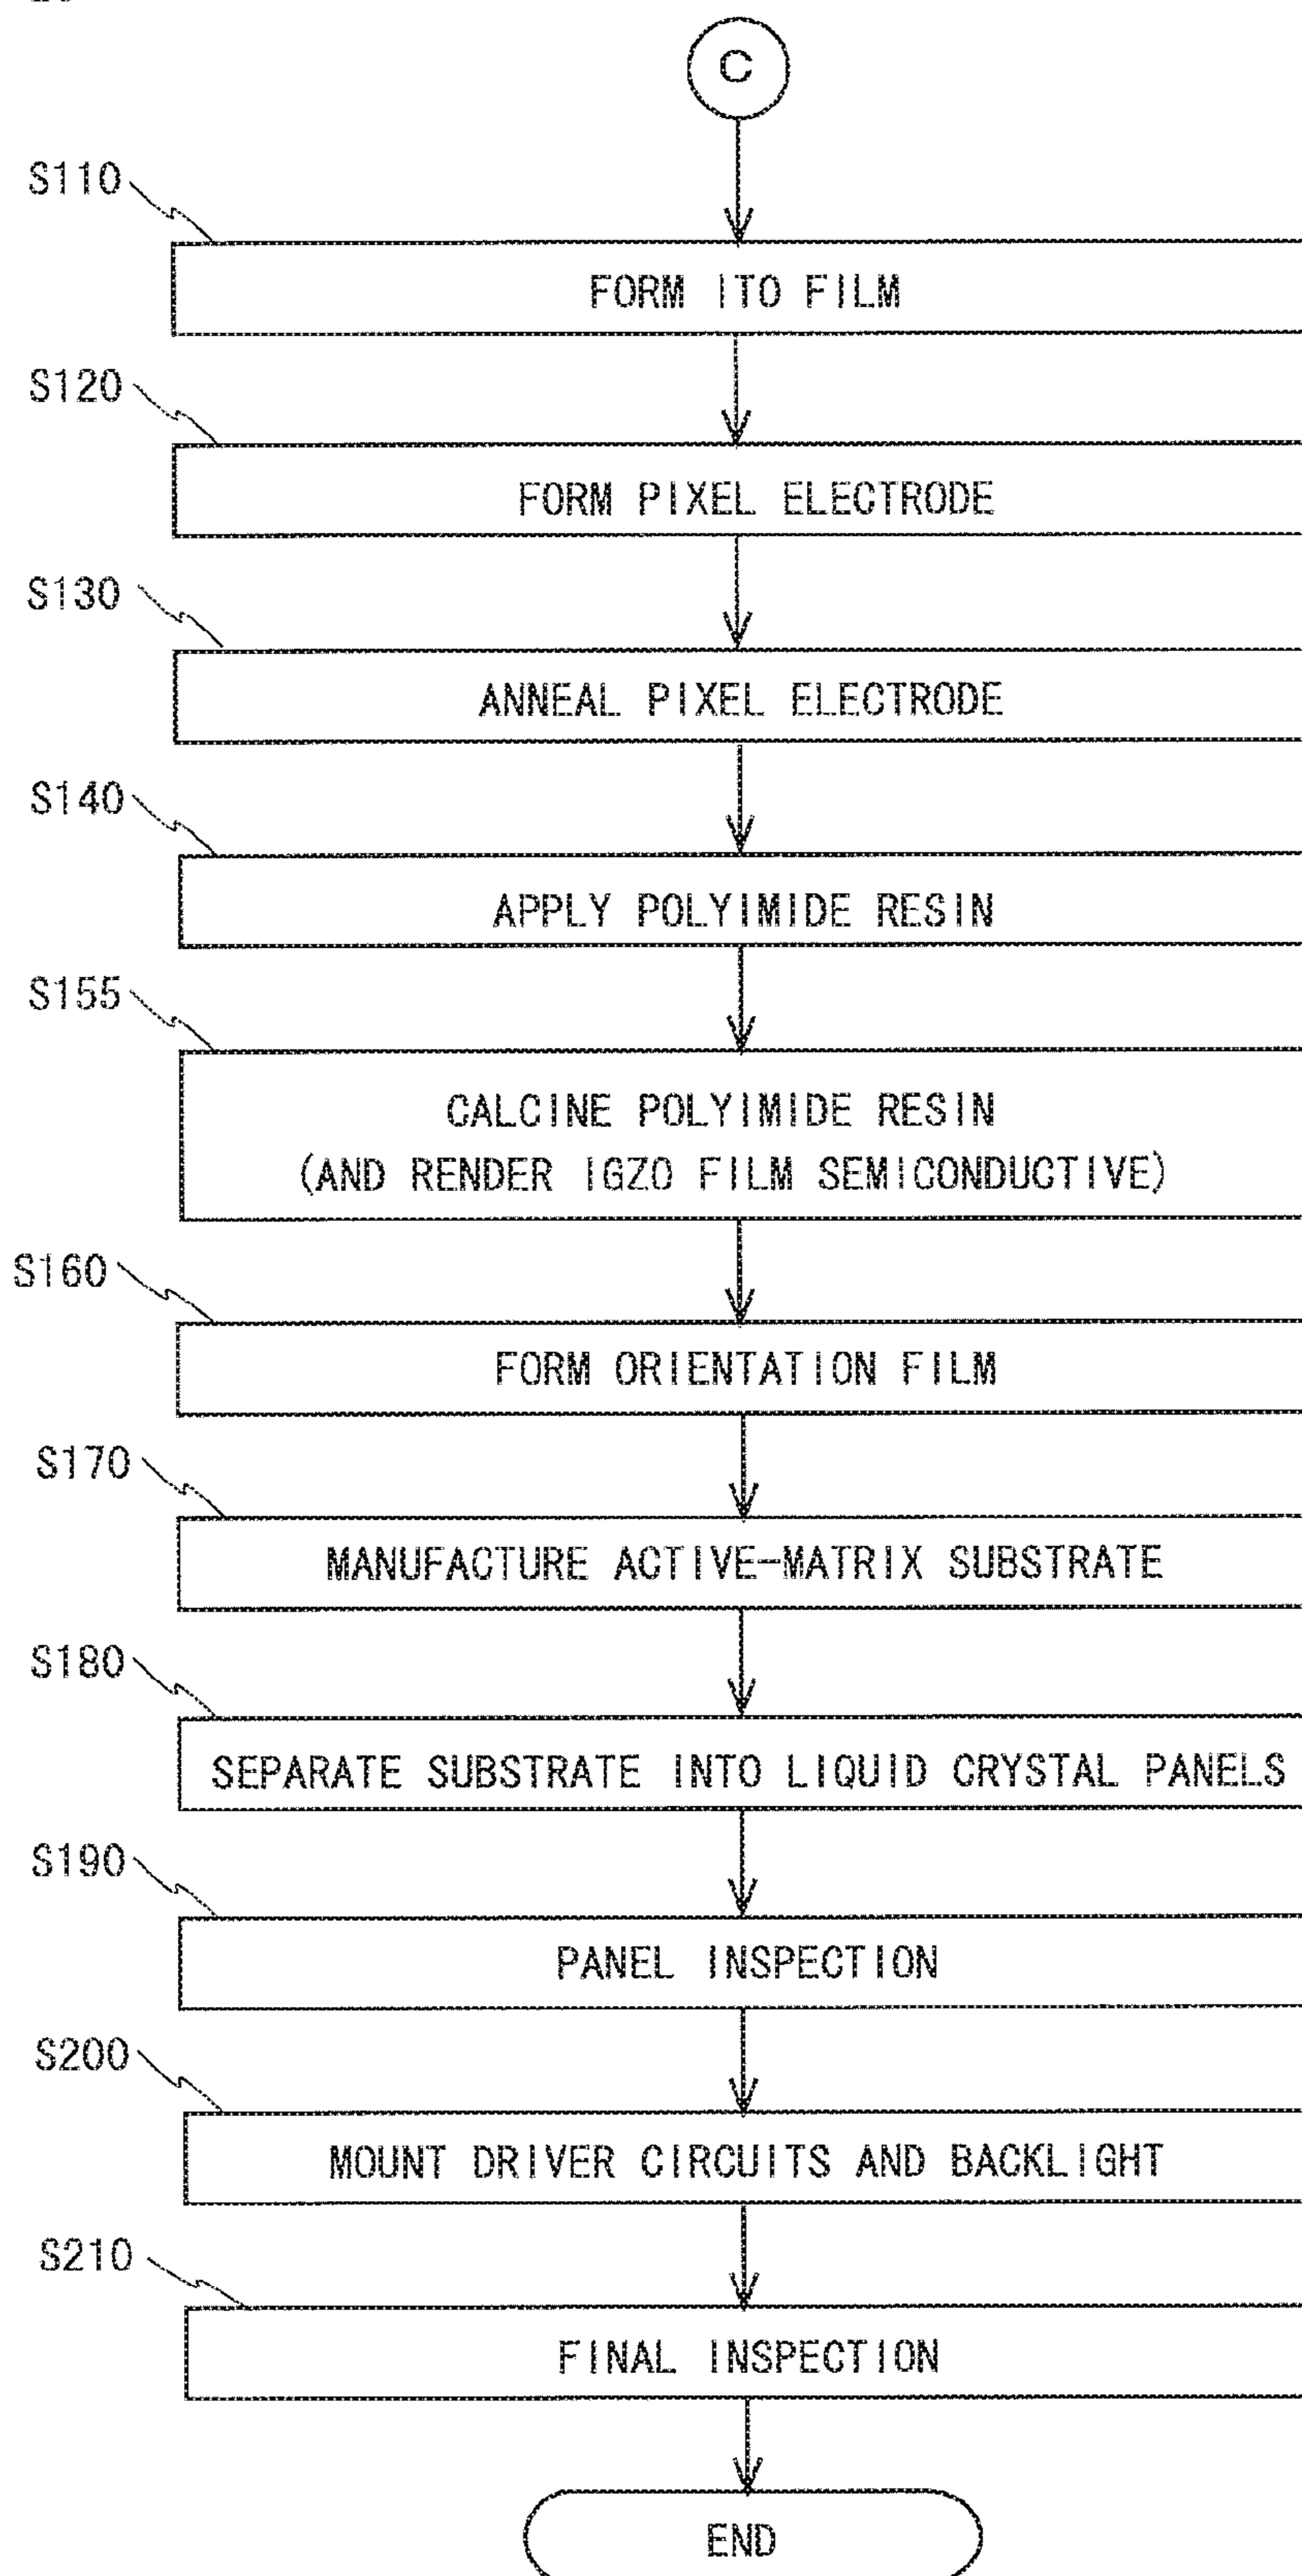 C
S110
FORM ITO FILM
S120
FORM PIXEL ELECTRODE
S130
ANNEAL PIXEL ELECTRODE
S140
APPLY POLYIMIDE RESIN
S155
CALCINE POLYIMIDE RESIN
(AND RENDER IGZO FILM SEMICONDUCTIVE)
S160
FORM ORIENTATION FILM
S170
MANUFACTURE ACTIVE-MATRIX SUBSTRATE
S180
SEPARATE SUBSTRATE INTO LIQUID CRYSTAL PANELS
S190
PANEL INSPECTION
S200
MOUNT DRIVER CIRCUITS AND BACKLIGHT
S210
FINAL INSPECTION
END